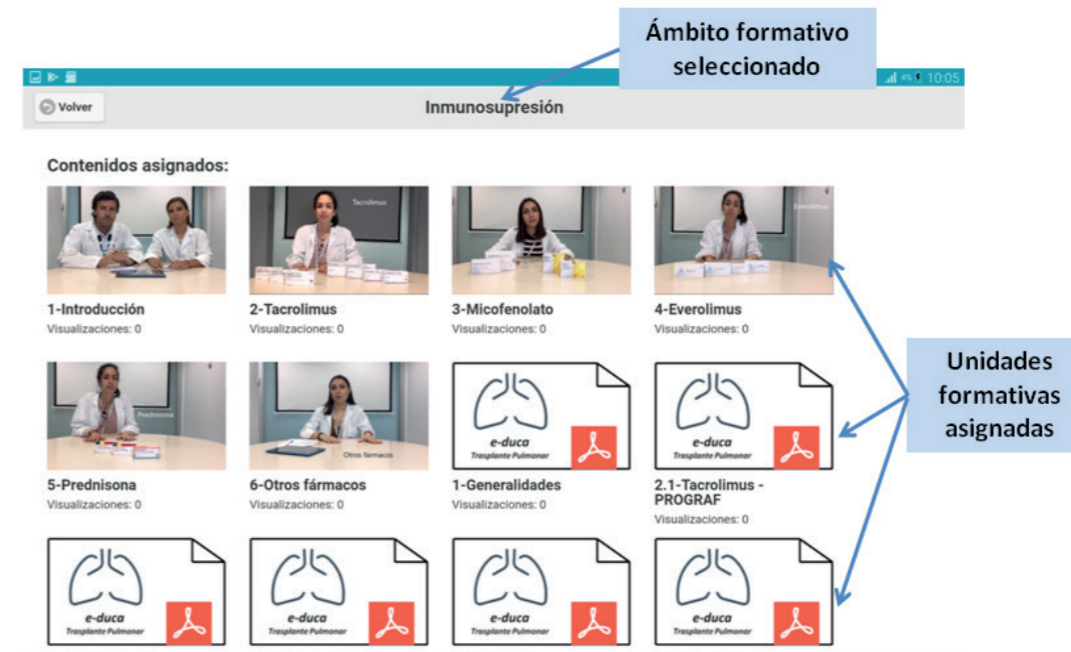 Ámbito formativo
seleccionado
10:05
Volver
Inmunosupresión
Contenidos asignados:
Tacrolimus
Everolimus
1-Introducción
2-Tacrolimus
3-Micofenolato
4-Everolimus
Visualizaciones: 0
Visualizaciones: 0
Visualizaciones: 0
Visualizaciones: 0
Unidades
formativas
asignadas
Prednisona
Otros fármacos
e-duca
Trasplante Pulmonar
e-duca
Trasplante Pulmonar
5-Prednisona
6-Otros fármacos
1-Generalidades
2.1-Tacrolimus -
PROGRAF
Visualizaciones: 0
Visualizaciones: 0
Visualizaciones: 0
Visualizaciones: 0
e-duca
Trasplante Pulmonar
e-duca
Trasplante Pulmonar
e-duca
Trasplante Pulmonar
e-duca
Trasplante Pulmonar